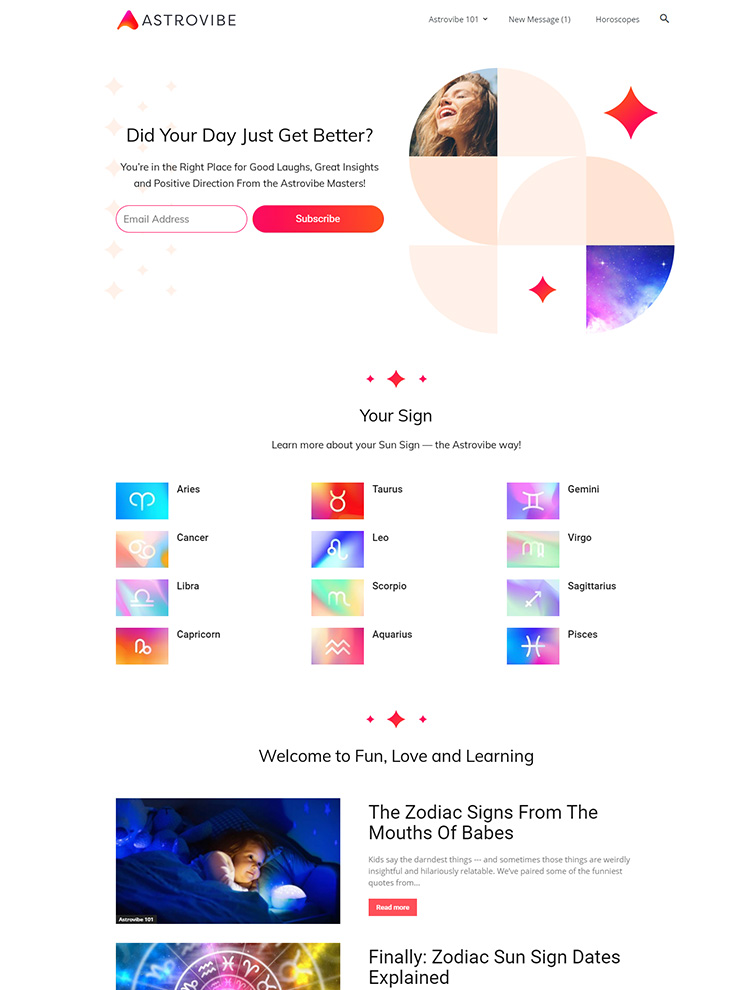 ASTROVIBE
Astrovibe 101
New Message (1)
Horoscopes
Did Your Day Just Get Better?
You're in the Right Place for Good Laughs, Great Insights
and Positive Direction From the Astrovibe Masters!
Email Address
Subscribe
Your Sign
Learn more about your Sun Sign — the Astrovibe way!
Aries
Taurus
Gemini
Cancer
Leo
Virgo
Libra
Scorpio
Sagittarius
Capricorn
Aquarius
Pisces
Welcome to Fun, Love and Learning
The Zodiac Signs From The
Mouths Of Babes
Kids say the darndest things --- and sometimes those things are weirdly
insightful and hilariously relatable. We've paired some of the funniest
quotes from...
Read more
Astrovibe 101
Finally: Zodiac Sun Sign Dates
Explained